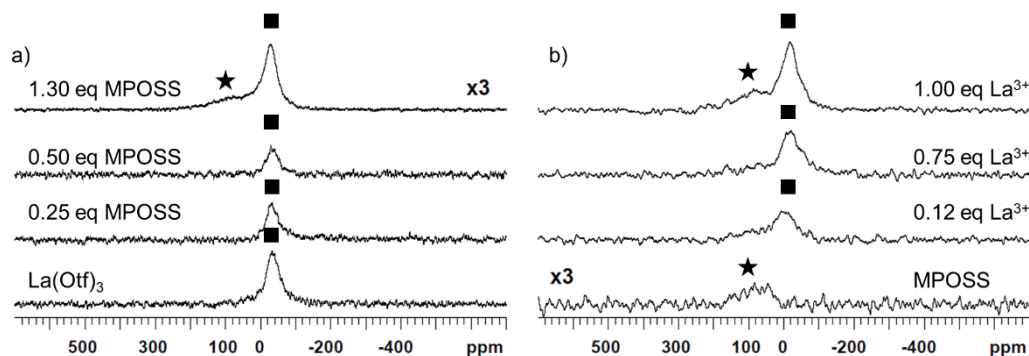 a)
1.30 eq MPOSS
x3
0.50 eq MPOSS
0.25 eq MPOSS
La(Otf)₃
500 300 100 0 -200 -400 ppm
b)
1.00 eq La³⁺
0.75 eq La³⁺
0.12 eq La³⁺
x3 MPOSS
500 300 100 0 -200 -400 ppm